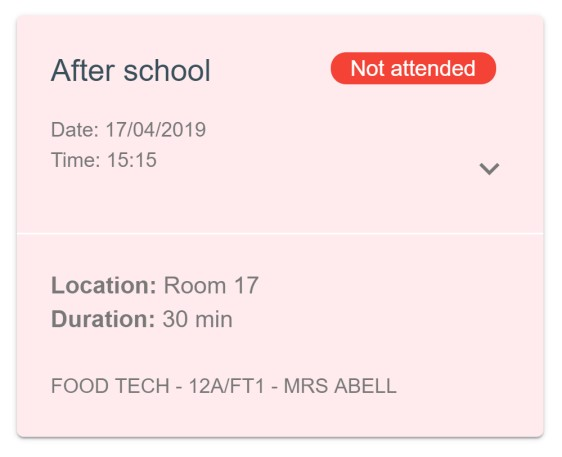 After school
Not attended
Date: 17/04/2019
Time: 15:15
Location: Room 17
Duration: 30 min
FOOD TECH - 12A/FT1 - MRS ABELL